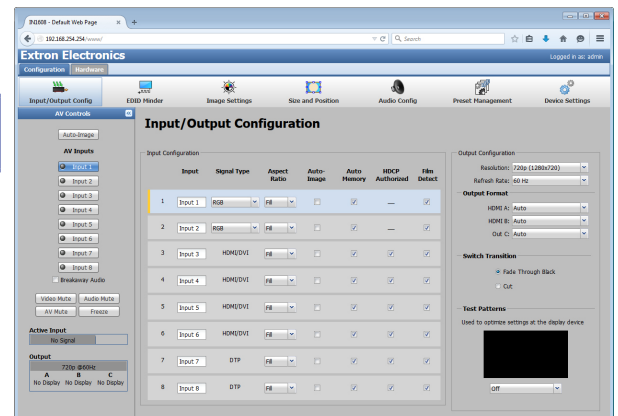 IN1608 - Default Web Page
192.168.254.254/www/
Search
Extron Electronics
Logged in as: admin
Configuration Hardware
Input/Output Config EDID Minder Image Settings Size and Position Audio Config Preset Management Device Settings
AV Controls
Auto-Image
AV Inputs
Input 1
Input 2
Input 3
Input 4
Input 5
Input 6
Input 7
Input 8
Breakaway Audio
Video Mute Audio Mute
AV Mute Freeze
Active Input
No Signal
Output
720p @60Hz
A B C
No Display No Display No Display
Input/Output Configuration
Input Configuration
Input Signal Type Aspect Ratio Auto-Image Auto Memory HDCP Authorized Film Detect
1 Input 1 RGB Fill —
2 Input 2 RGB Fill —
3 Input 3 HDMI/DVI Fill
4 Input 4 HDMI/DVI Fill
5 Input 5 HDMI/DVI Fill
6 Input 6 HDMI/DVI Fill
7 Input 7 DTP Fill
8 Input 8 DTP Fill
Output Configuration
Resolution: 720p (1280x720)
Refresh Rate: 60 Hz
Output Format
HDMI A: Auto
HDMI B: Auto
Out C: Auto
Switch Transition
Fade Through Black
Cut
Test Patterns
Used to optimize settings at the display device
Off